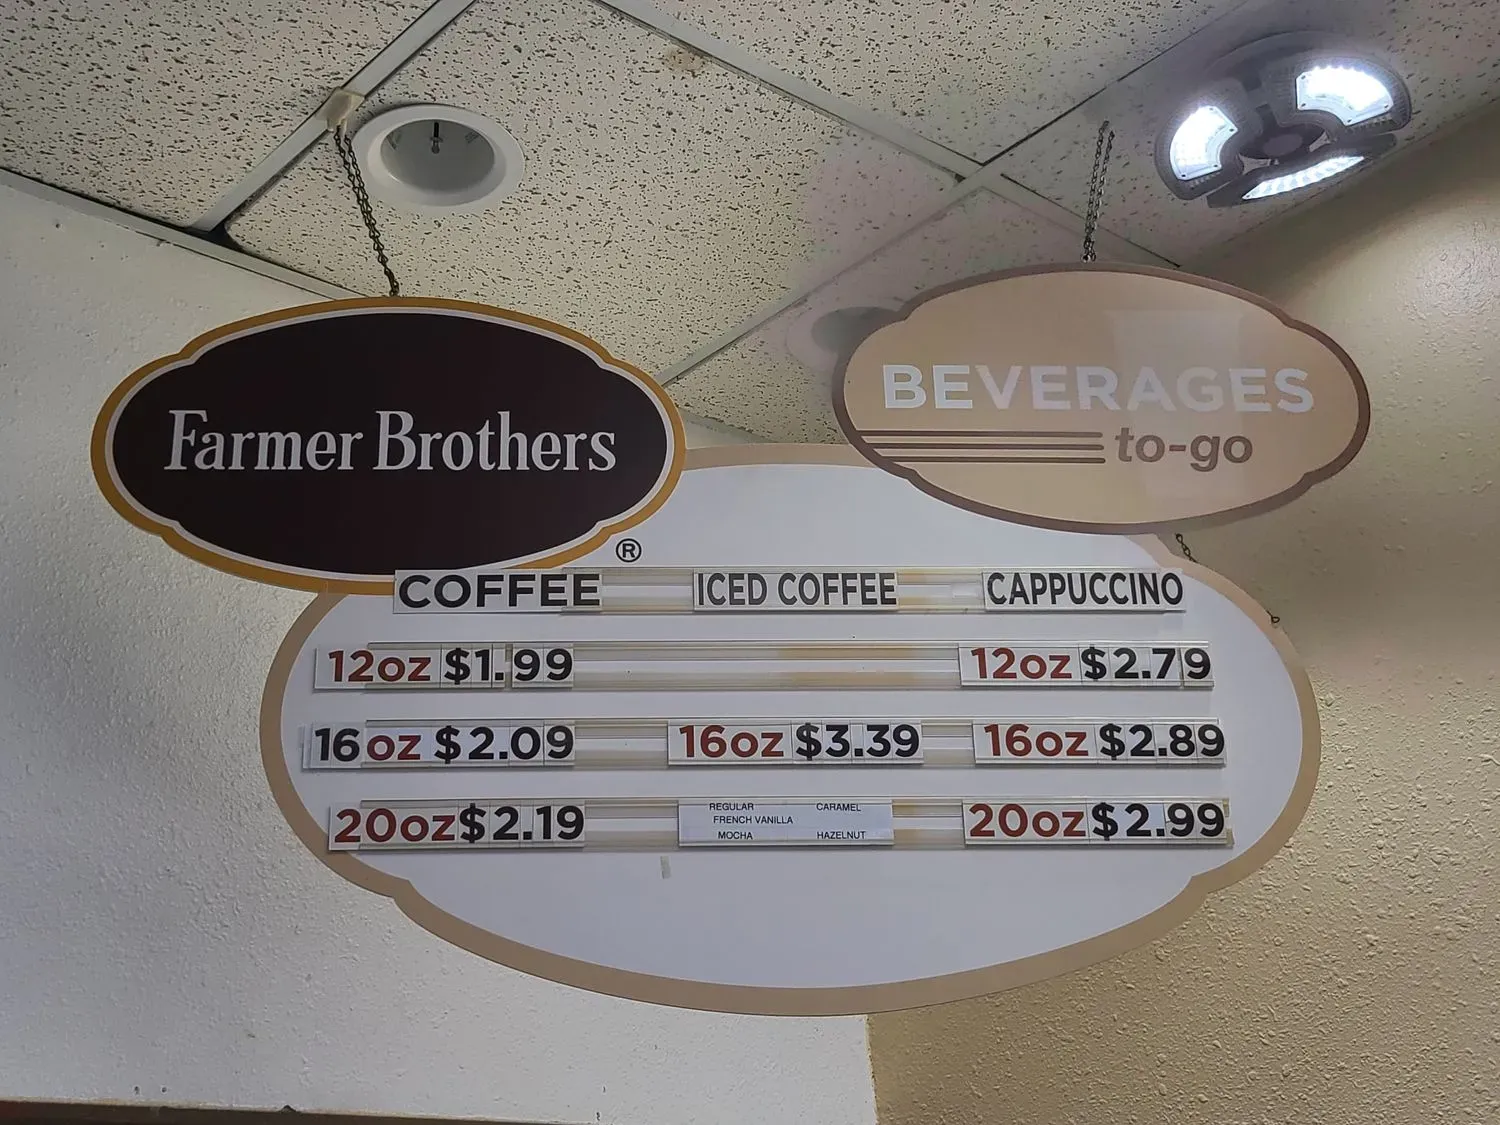 Farmer Brothers
®
BEVERAGES
to-go
COFFEE ICED COFFEE CAPPUCCINO
12oz $1.99 12oz $2.79
16oz $2.09 16oz $3.39 16oz $2.89
20oz $2.19 20oz $2.99
REGULAR CARAMEL
FRENCH VANILLA
MOCHA HAZELNUT